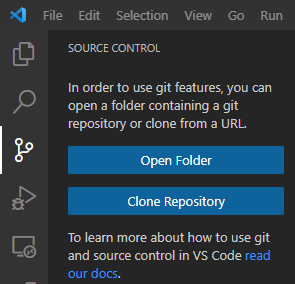 File Edit Selection View Go Run
SOURCE CONTROL
In order to use git features, you can
open a folder containing a git
repository or clone from a URL.
Open Folder
Clone Repository
To learn more about how to use git
and source control in VS Code read
our docs.